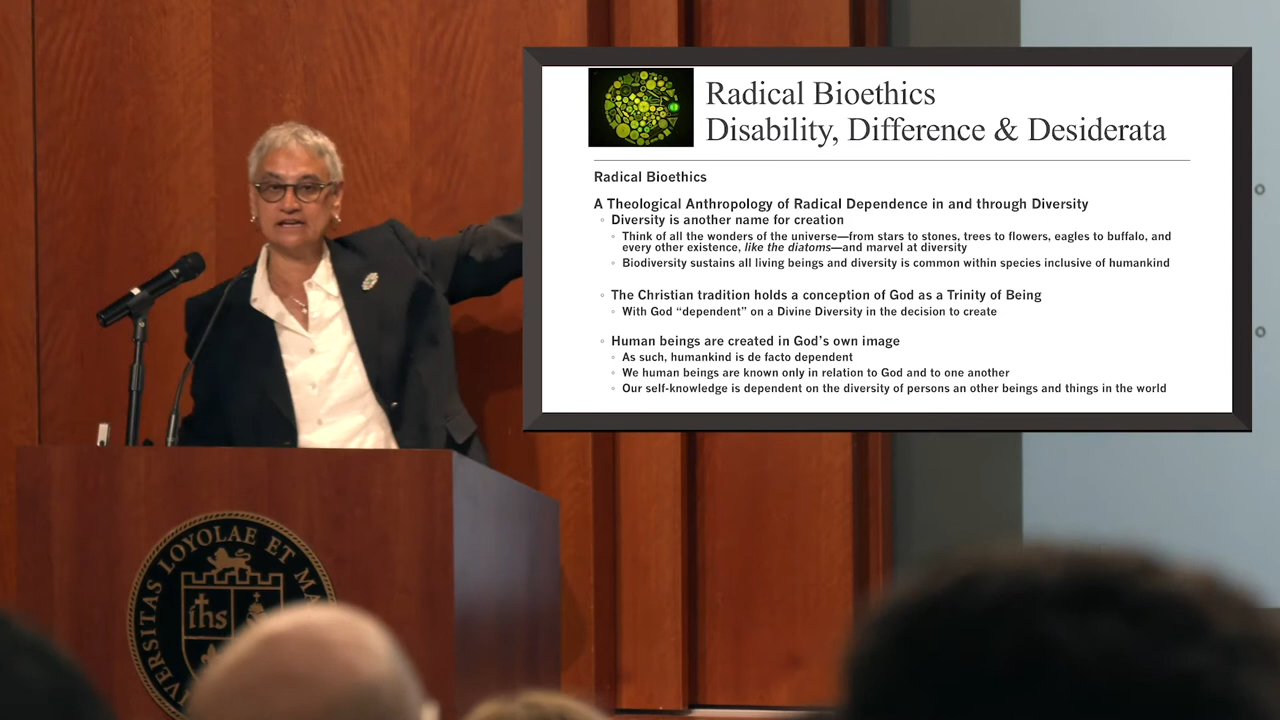 Radical Bioethics
Disability, Difference & Desiderata
Radical Bioethics
A Theological Anthropology of Radical Dependence in and through Diversity
◦ Diversity is another name for creation
◦ Think of all the wonders of the universe—from stars to stones, trees to flowers, eagles to buffalo, and
every other existence, like the diatoms—and marvel at diversity
◦ Biodiversity sustains all living beings and diversity is common within species inclusive of humankind
◦ The Christian tradition holds a conception of God as a Trinity of Being
◦ With God “dependent” on a Divine Diversity in the decision to create
◦ Human beings are created in God’s own image
◦ As such, humankind is de facto dependent
◦ We human beings are known only in relation to God and to one another
◦ Our self-knowledge is dependent on the diversity of persons an other beings and things in the world
VERSITAS LOYOLAE ET MA
ihs